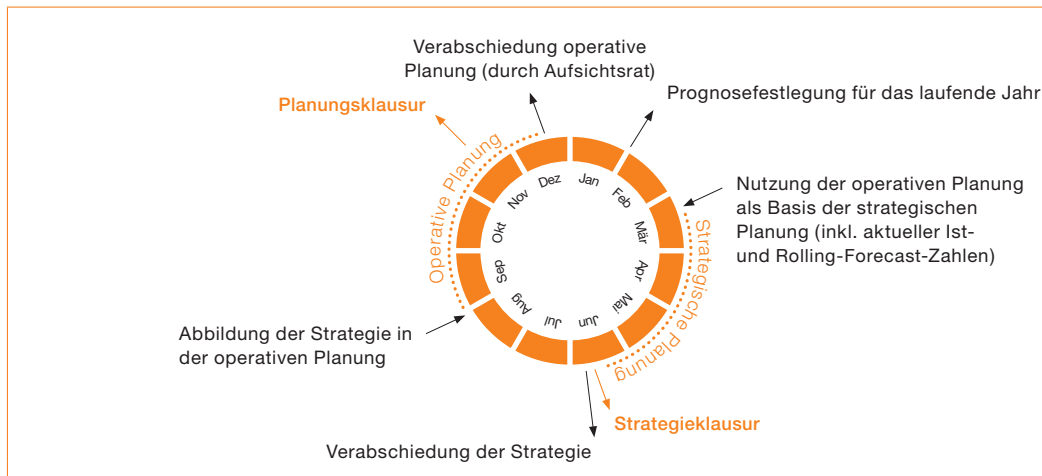 Verabschiedung operative
Planung (durch Aufsichtsrat)
Planungsklausur
Prognosefestlegung für das laufende Jahr
Operative Planung
Jan
Feb
Mär
Apr
Mai
Jun
Jul
Aug
Sep
Okt
Nov
Dez
Strategische Planung
Nutzung der operativen Planung
als Basis der strategischen
Planung (inkl. aktueller Ist-
und Rolling-Forecast-Zahlen)
Abbildung der Strategie in
der operativen Planung
Strategieklausur
Verabschiedung der Strategie